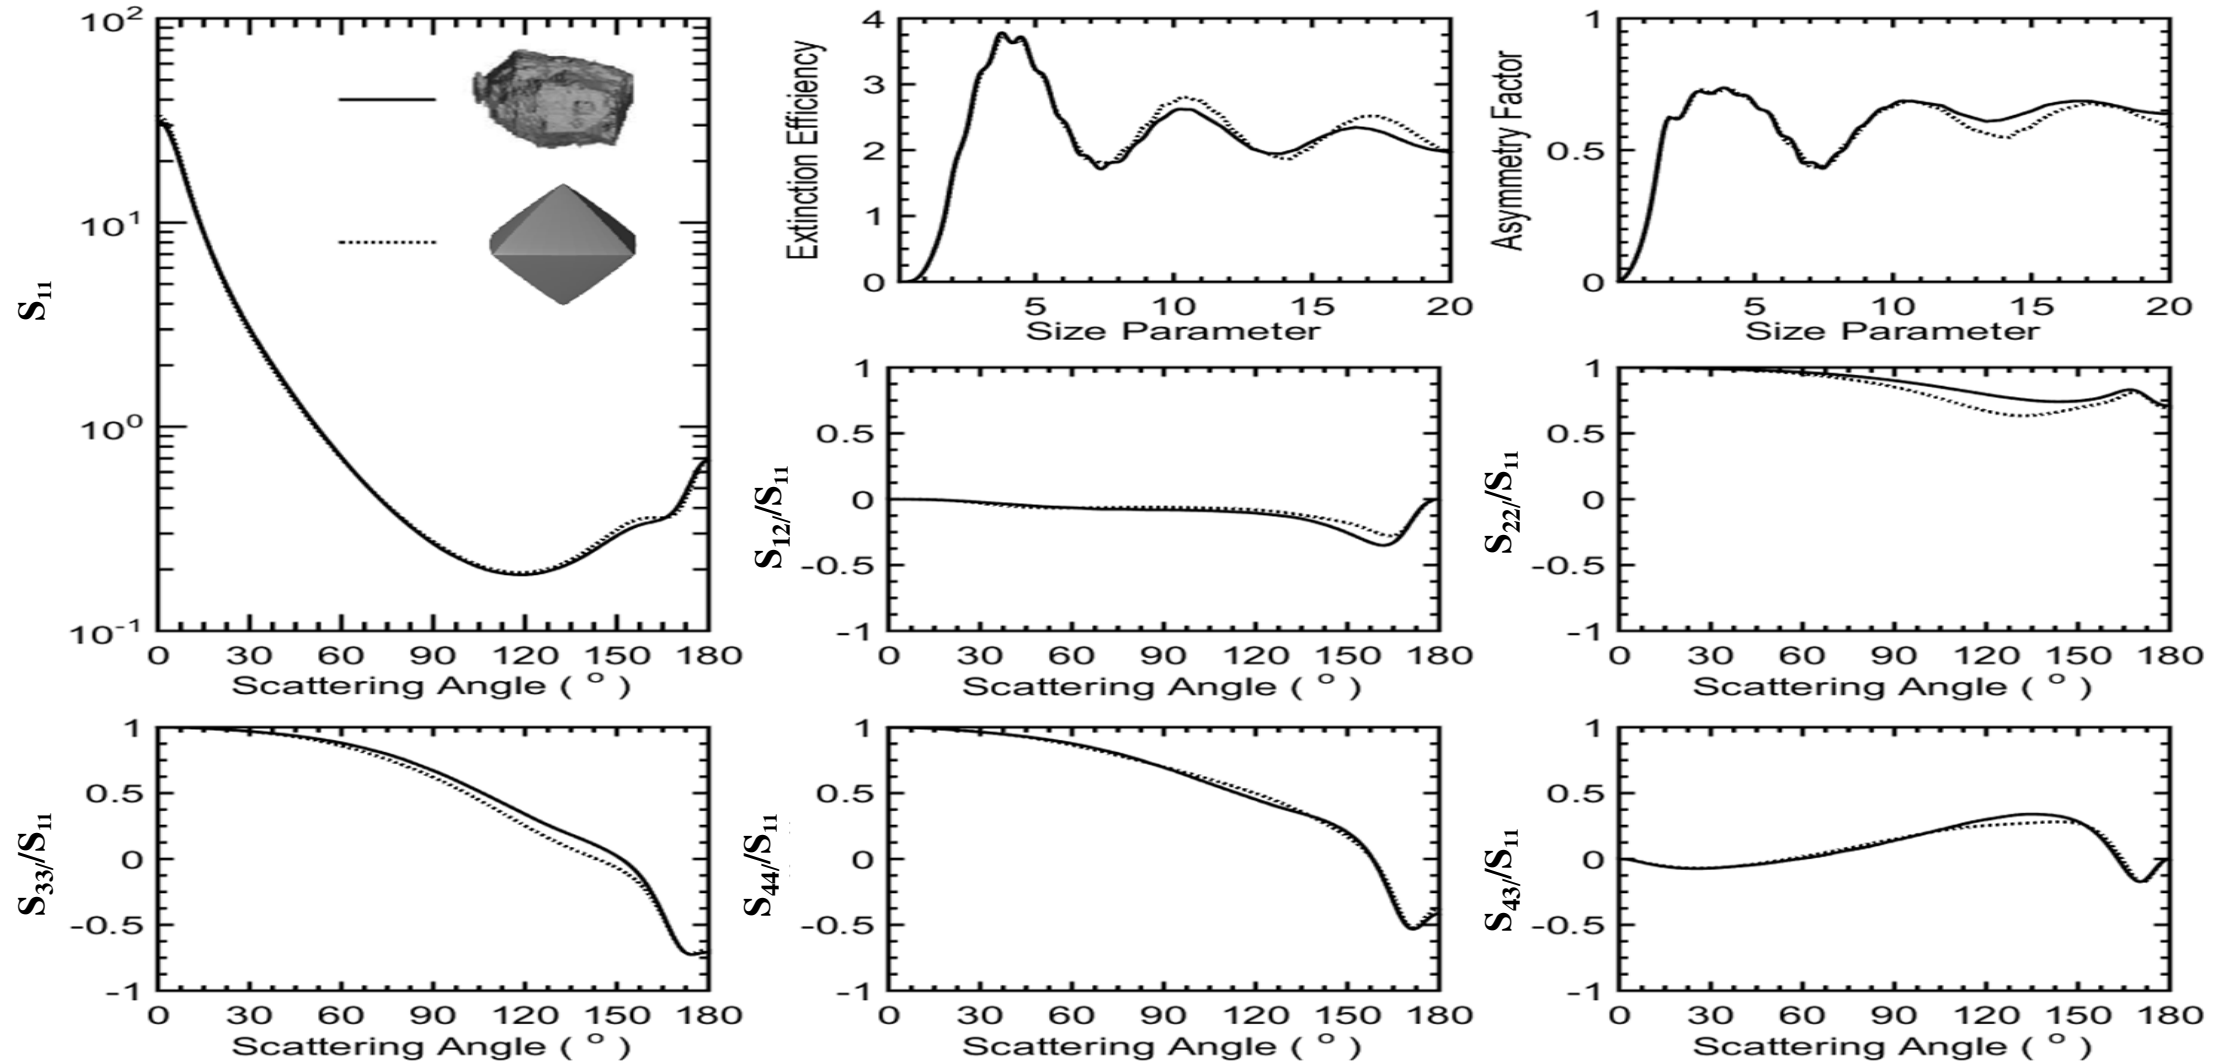 10²
10¹
10⁰
10⁻¹
S₁₁
0 30 60 90 120 150 180
Scattering Angle ( ° )
4
3
2
1
0
Extinction Efficiency
5 10 15 20
Size Parameter
1
0.5
0
Asymmetry Factor
5 10 15 20
Size Parameter
1
0.5
0
-0.5
-1
S₁₂/S₁₁
0 30 60 90 120 150 180
Scattering Angle ( ° )
1
0.5
0
-0.5
-1
S₂₂/S₁₁
0 30 60 90 120 150 180
Scattering Angle ( ° )
1
0.5
0
-0.5
-1
S₃₃/S₁₁
0 30 60 90 120 150 180
Scattering Angle ( ° )
1
0.5
0
-0.5
-1
S₄₄/S₁₁
0 30 60 90 120 150 180
Scattering Angle ( ° )
1
0.5
0
-0.5
-1
S₄₃/S₁₁
0 30 60 90 120 150 180
Scattering Angle ( ° )